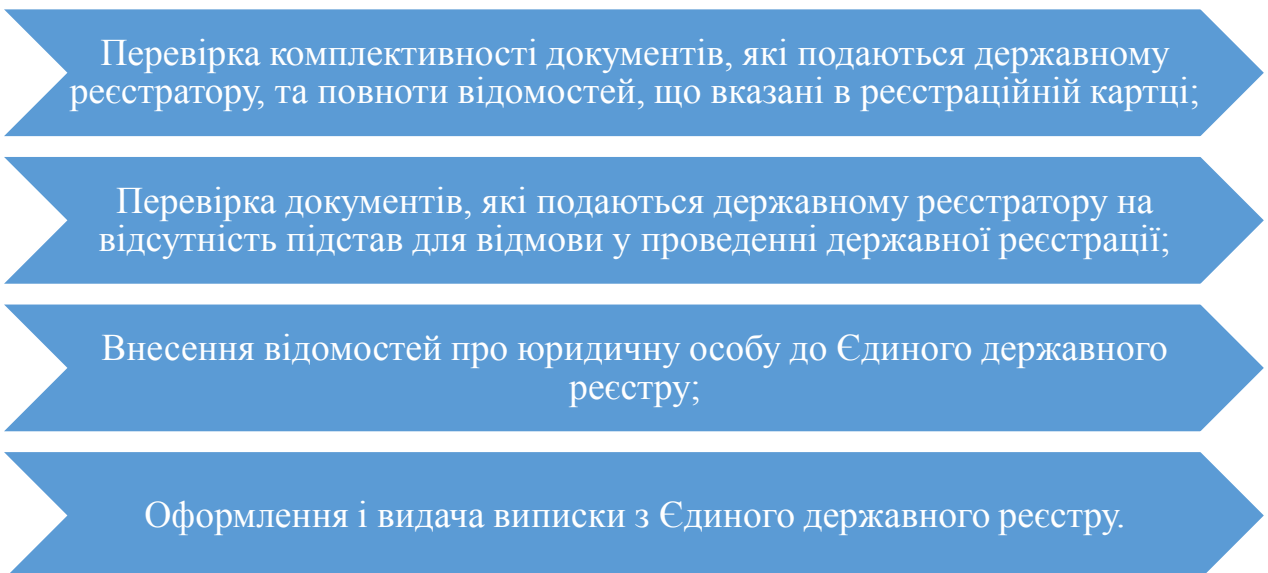 Перевірка комплективності документів, які подаються державному
реєстратору, та повноти відомостей, що вказані в реєстраційній картці;
Перевірка документів, які подаються державному реєстратору на
відсутність підстав для відмови у проведенні державної реєстрації;
Внесення відомостей про юридичну особу до Єдиного державного
реєстру;
Оформлення і видача виписки з Єдиного державного реєстру.